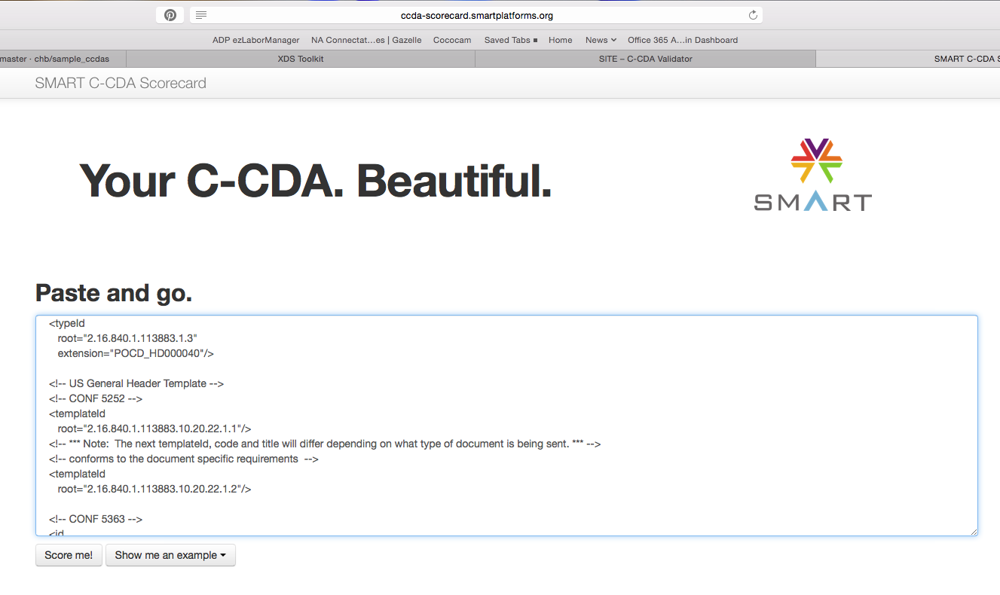 ccda-scorecard.smartplatforms.org
ADP ezLaborManager NA Connectat...es | Gazelle Cococam Saved Tabs Home News Office 365 A...in Dashboard
master · chb/sample_ccdas XDS Toolkit SITE – C-CDA Validator SMART C-CDA S
SMART C-CDA Scorecard
Your C-CDA. Beautiful.
SMART
Paste and go.
<typeId
root="2.16.840.1.113883.1.3"
extension="POCD_HD000040"/>
<!-- US General Header Template -->
<!-- CONF 5252 -->
<templateId
root="2.16.840.1.113883.10.20.22.1.1"/>
<!-- *** Note:  The next templateId, code and title will differ depending on what type of document is being sent. *** -->
<!-- conforms to the document specific requirements  -->
<templateId
root="2.16.840.1.113883.10.20.22.1.2"/>
<!-- CONF 5363 -->
<id
Score me! Show me an example